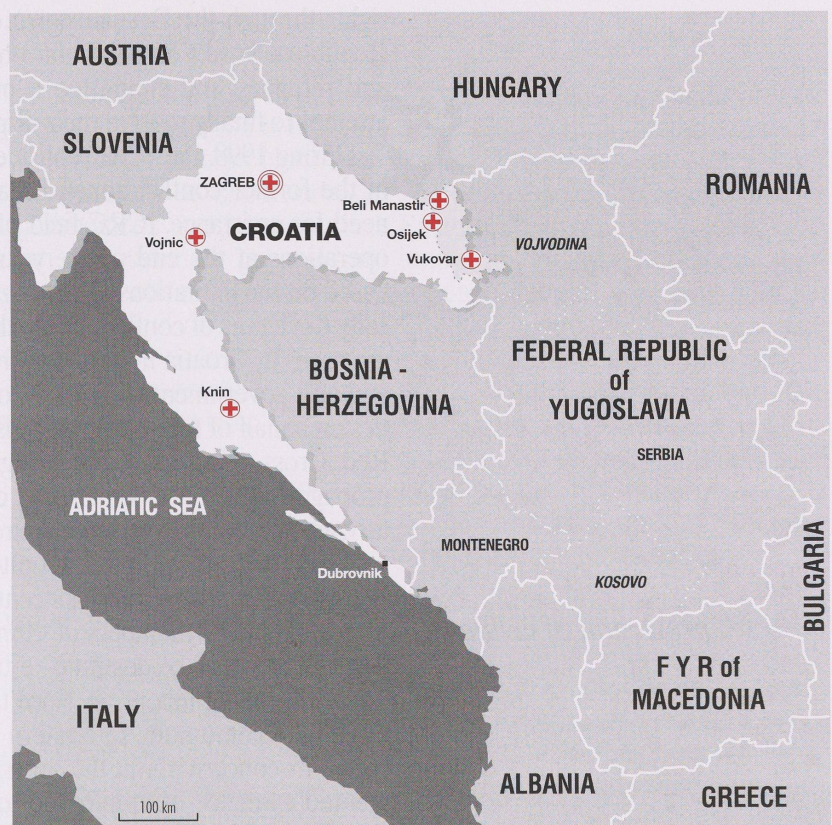 AUSTRIA
HUNGARY
SLOVENIA
ROMANIA
ZAGREB
Beli Manastir
CROATIA
Osijek
Vojnic
VOJVODINA
Vukovar
FEDERAL REPUBLIC
of
YUGOSLAVIA
BOSNIA -
HERZEGOVINA
Knin
SERBIA
ADRIATIC SEA
MONTENEGRO
BULGARIA
Dubrovnik
KOSOVO
F Y R of
MACEDONIA
ITALY
ALBANIA
GREECE
100 km